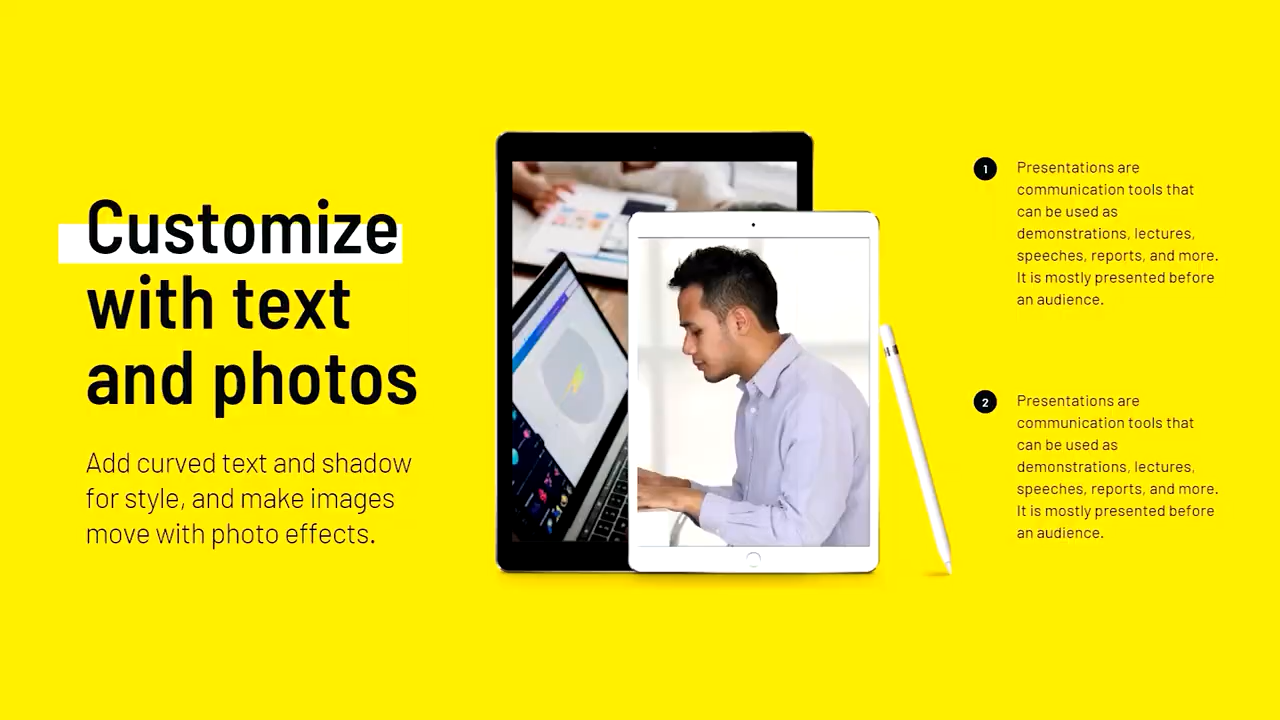 Customize
with text
and photos
Add curved text and shadow
for style, and make images
move with photo effects.
1
Presentations are
communication tools that
can be used as
demonstrations, lectures,
speeches, reports, and more.
It is mostly presented before
an audience.
2
Presentations are
communication tools that
can be used as
demonstrations, lectures,
speeches, reports, and more.
It is mostly presented before
an audience.